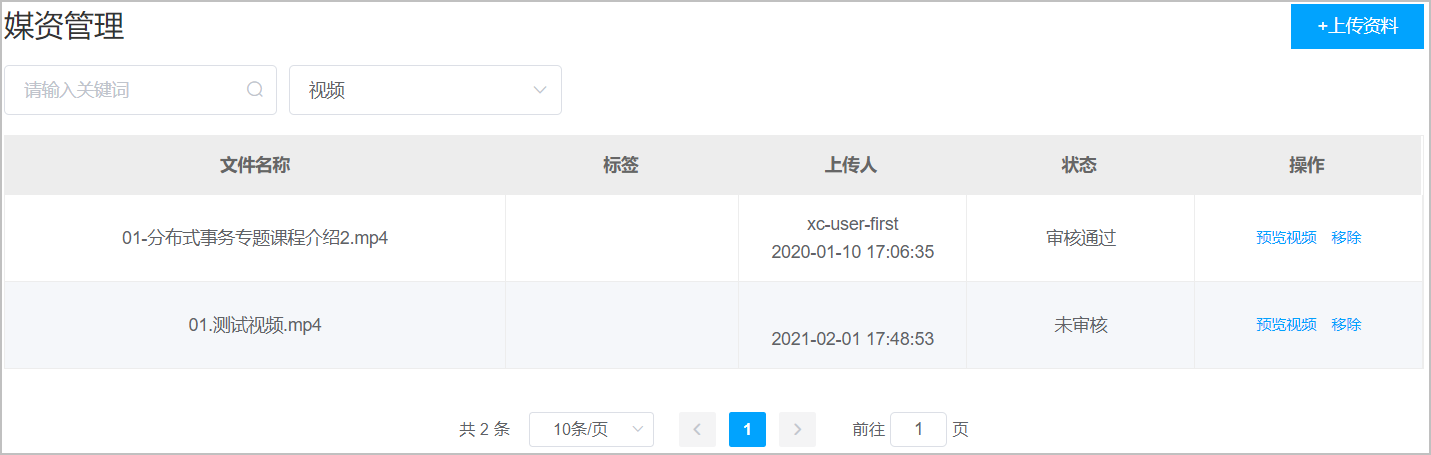 媒资管理
+上传资料
请输入关键词
视频
文件名称 标签 上传人 状态 操作
01-分布式事务专题课程介绍2.mp4 xc-user-first 审核通过 预览视频 移除
2020-01-10 17:06:35
01.测试视频.mp4 2021-02-01 17:48:53 未审核 预览视频 移除
共 2 条 10条/页 1 前往 1 页